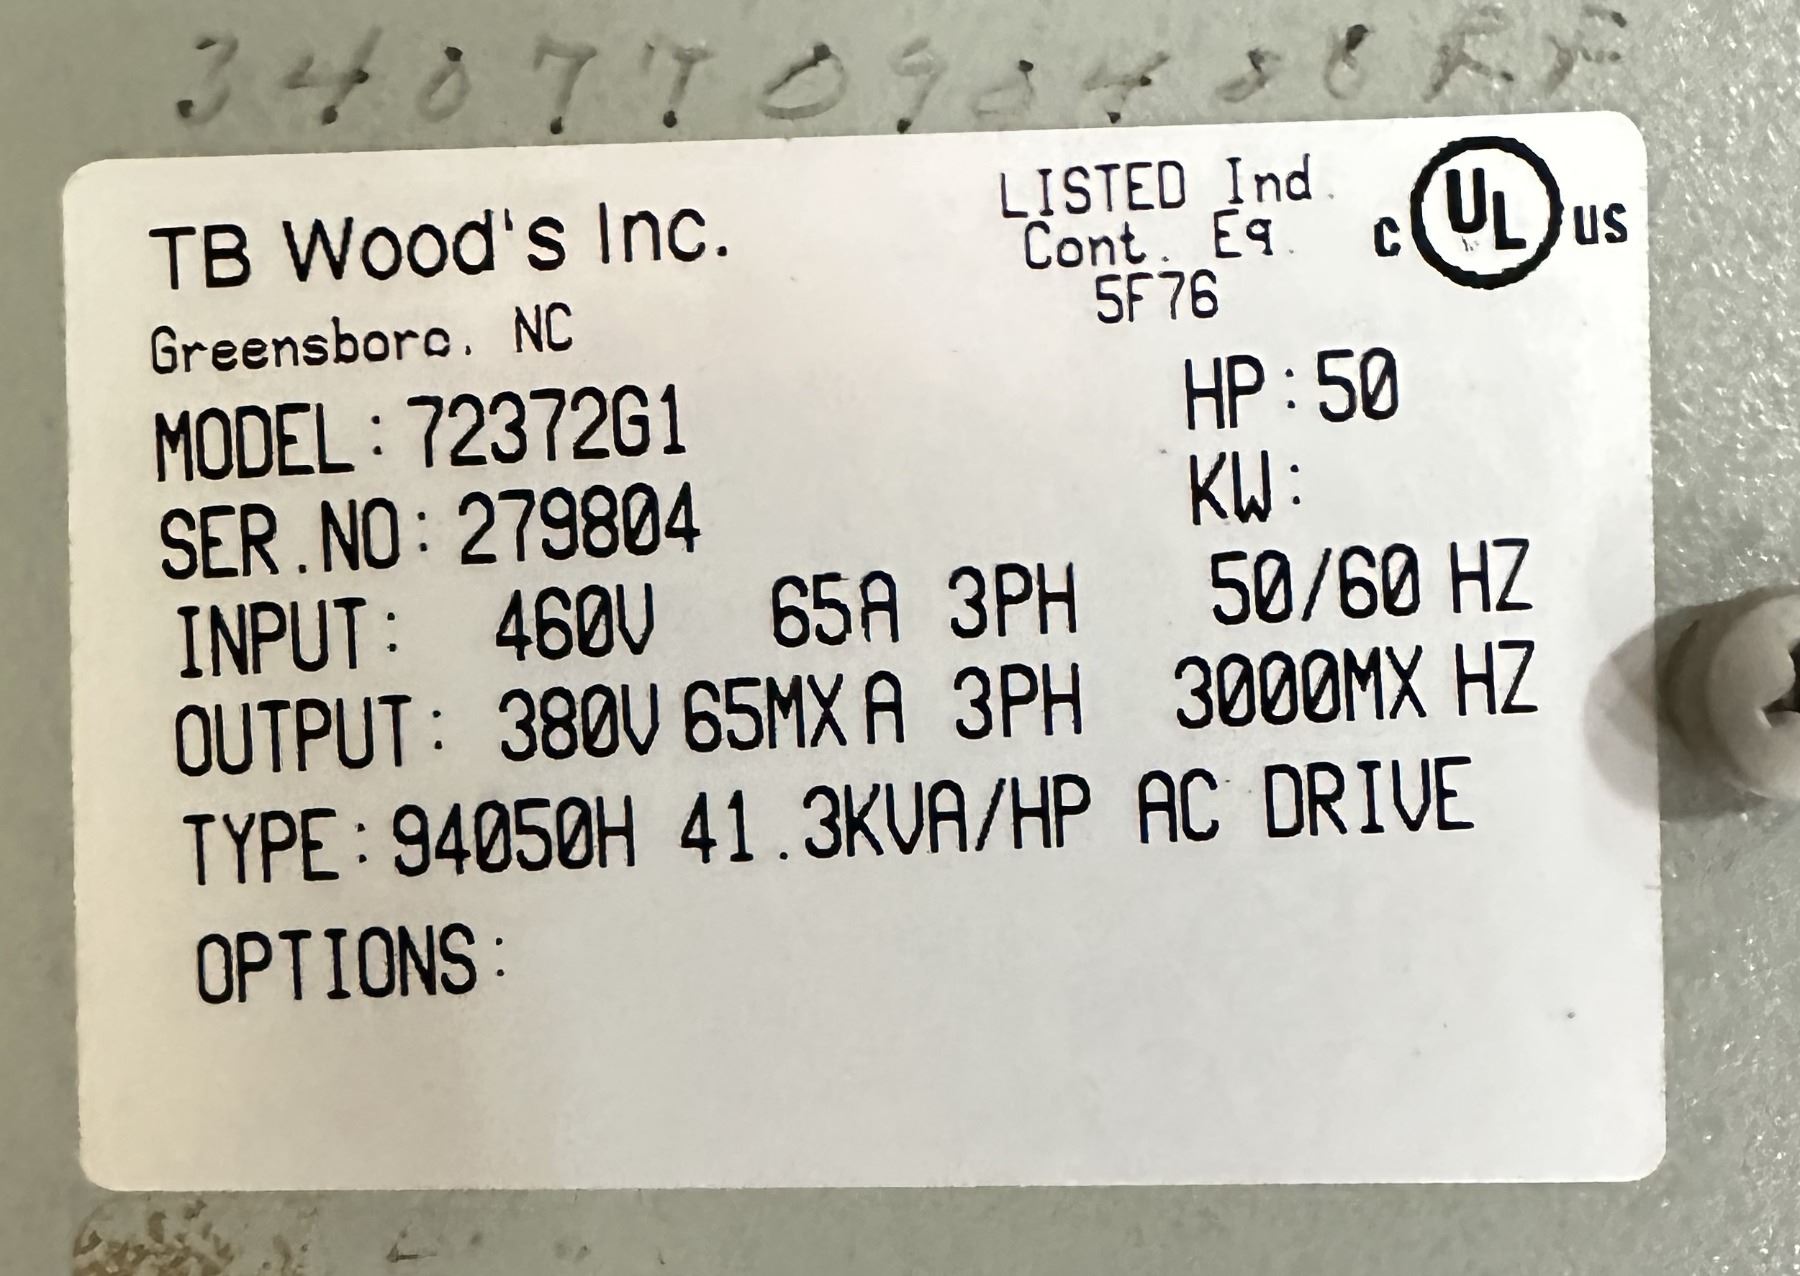 TB Wood's Inc.
Greensboro, NC
LISTED Ind.
Cont. Eq.
5F76
C UL US
MODEL: 72372G1
HP: 50
SER.NO: 279804
KW:
INPUT: 460V 65A 3PH 50/60 HZ
OUTPUT: 380V 65MX A 3PH 3000MX HZ
TYPE: 94050H 41.3KVA/HP AC DRIVE
OPTIONS: